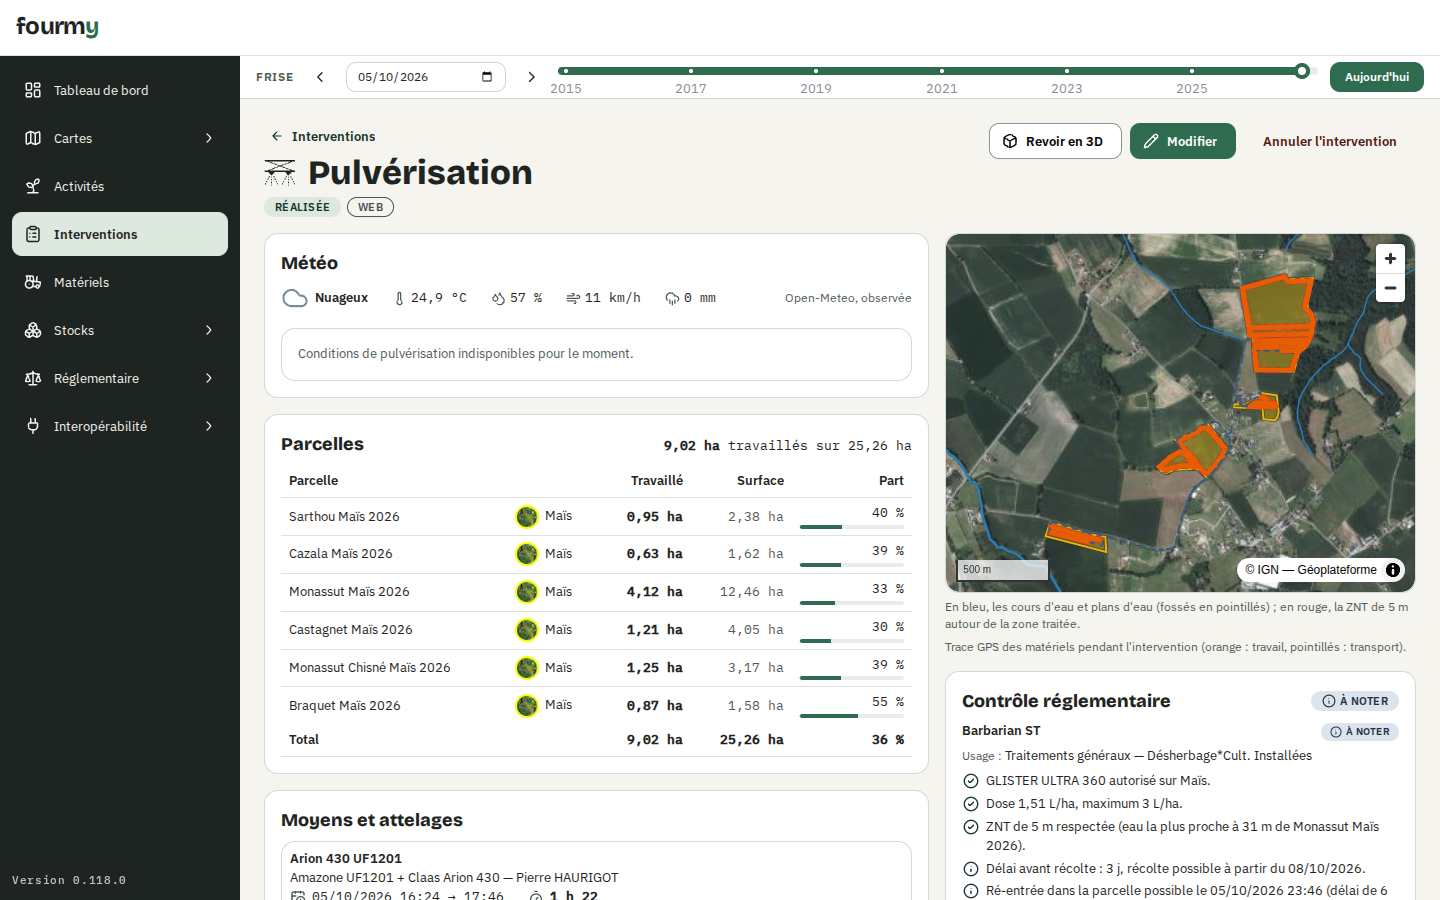 fourmy
Tableau de bord
Cartes
Activités
Interventions
Matériels
Stocks
Réglementaire
Interopérabilité
Version 0.118.0
FRISE
05/10/2026
2015
2017
2019
2021
2023
2025
Aujourd'hui
Interventions
Pulvérisation
RÉALISÉE
WEB
Revoir en 3D
Modifier
Annuler l'intervention
Météo
Nuageux
24,9 °C
57 %
11 km/h
0 mm
Open-Meteo, observée
Conditions de pulvérisation indisponibles pour le moment.
Parcelles
9,02 ha travaillés sur 25,26 ha
Parcelle Travaillé Surface Part
Sarthou Maïs 2026 Maïs 0,95 ha 2,38 ha 40 %
Cazala Maïs 2026 Maïs 0,63 ha 1,62 ha 39 %
Monassut Maïs 2026 Maïs 4,12 ha 12,46 ha 33 %
Castagnet Maïs 2026 Maïs 1,21 ha 4,05 ha 30 %
Monassut Chisné Maïs 2026 Maïs 1,25 ha 3,17 ha 39 %
Braquet Maïs 2026 Maïs 0,87 ha 1,58 ha 55 %
Total 9,02 ha 25,26 ha 36 %
Moyens et attelages
Arion 430 UF1201
Amazone UF1201 + Claas Arion 430 — Pierre HAURIGOT
05/10/2026 16:24 → 17:46 1 h 22
500 m
© IGN — Géoplateforme
En bleu, les cours d'eau et plans d'eau (fossés en pointillés) ; en rouge, la ZNT de 5 m
autour de la zone traitée.
Trace GPS des matériels pendant l'intervention (orange : travail, pointillés : transport).
Contrôle réglementaire
À NOTER
Barbarian ST
À NOTER
Usage : Traitements généraux — Désherbage*Cult. Installées
GLISTER ULTRA 360 autorisé sur Maïs.
Dose 1,51 L/ha, maximum 3 L/ha.
ZNT de 5 m respectée (eau la plus proche à 31 m de Monassut Maïs
2026).
Délai avant récolte : 3 j, récolte possible à partir du 08/10/2026.
Ré-entrée dans la parcelle possible le 05/10/2026 23:46 (délai de 6